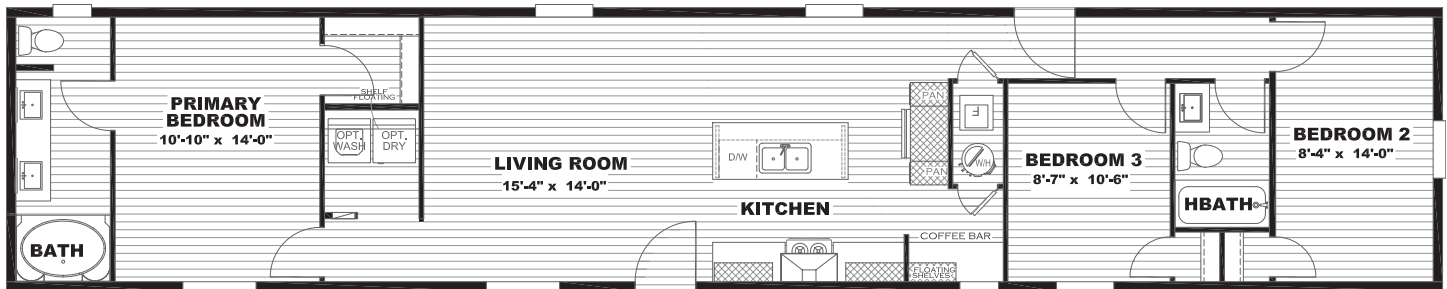 PRIMARY
BEDROOM
10'-10" x 14'-0"
SHELF
FLOATING
OPT.
WASH
OPT.
DRY
BATH
LIVING ROOM
15'-4" x 14'-0"
D/W
KITCHEN
PAN
PAN
F
W/H
COFFEE BAR
FLOATING
SHELVES
BEDROOM 3
8'-7" x 10'-6"
HBATH
BEDROOM 2
8'-4" x 14'-0"